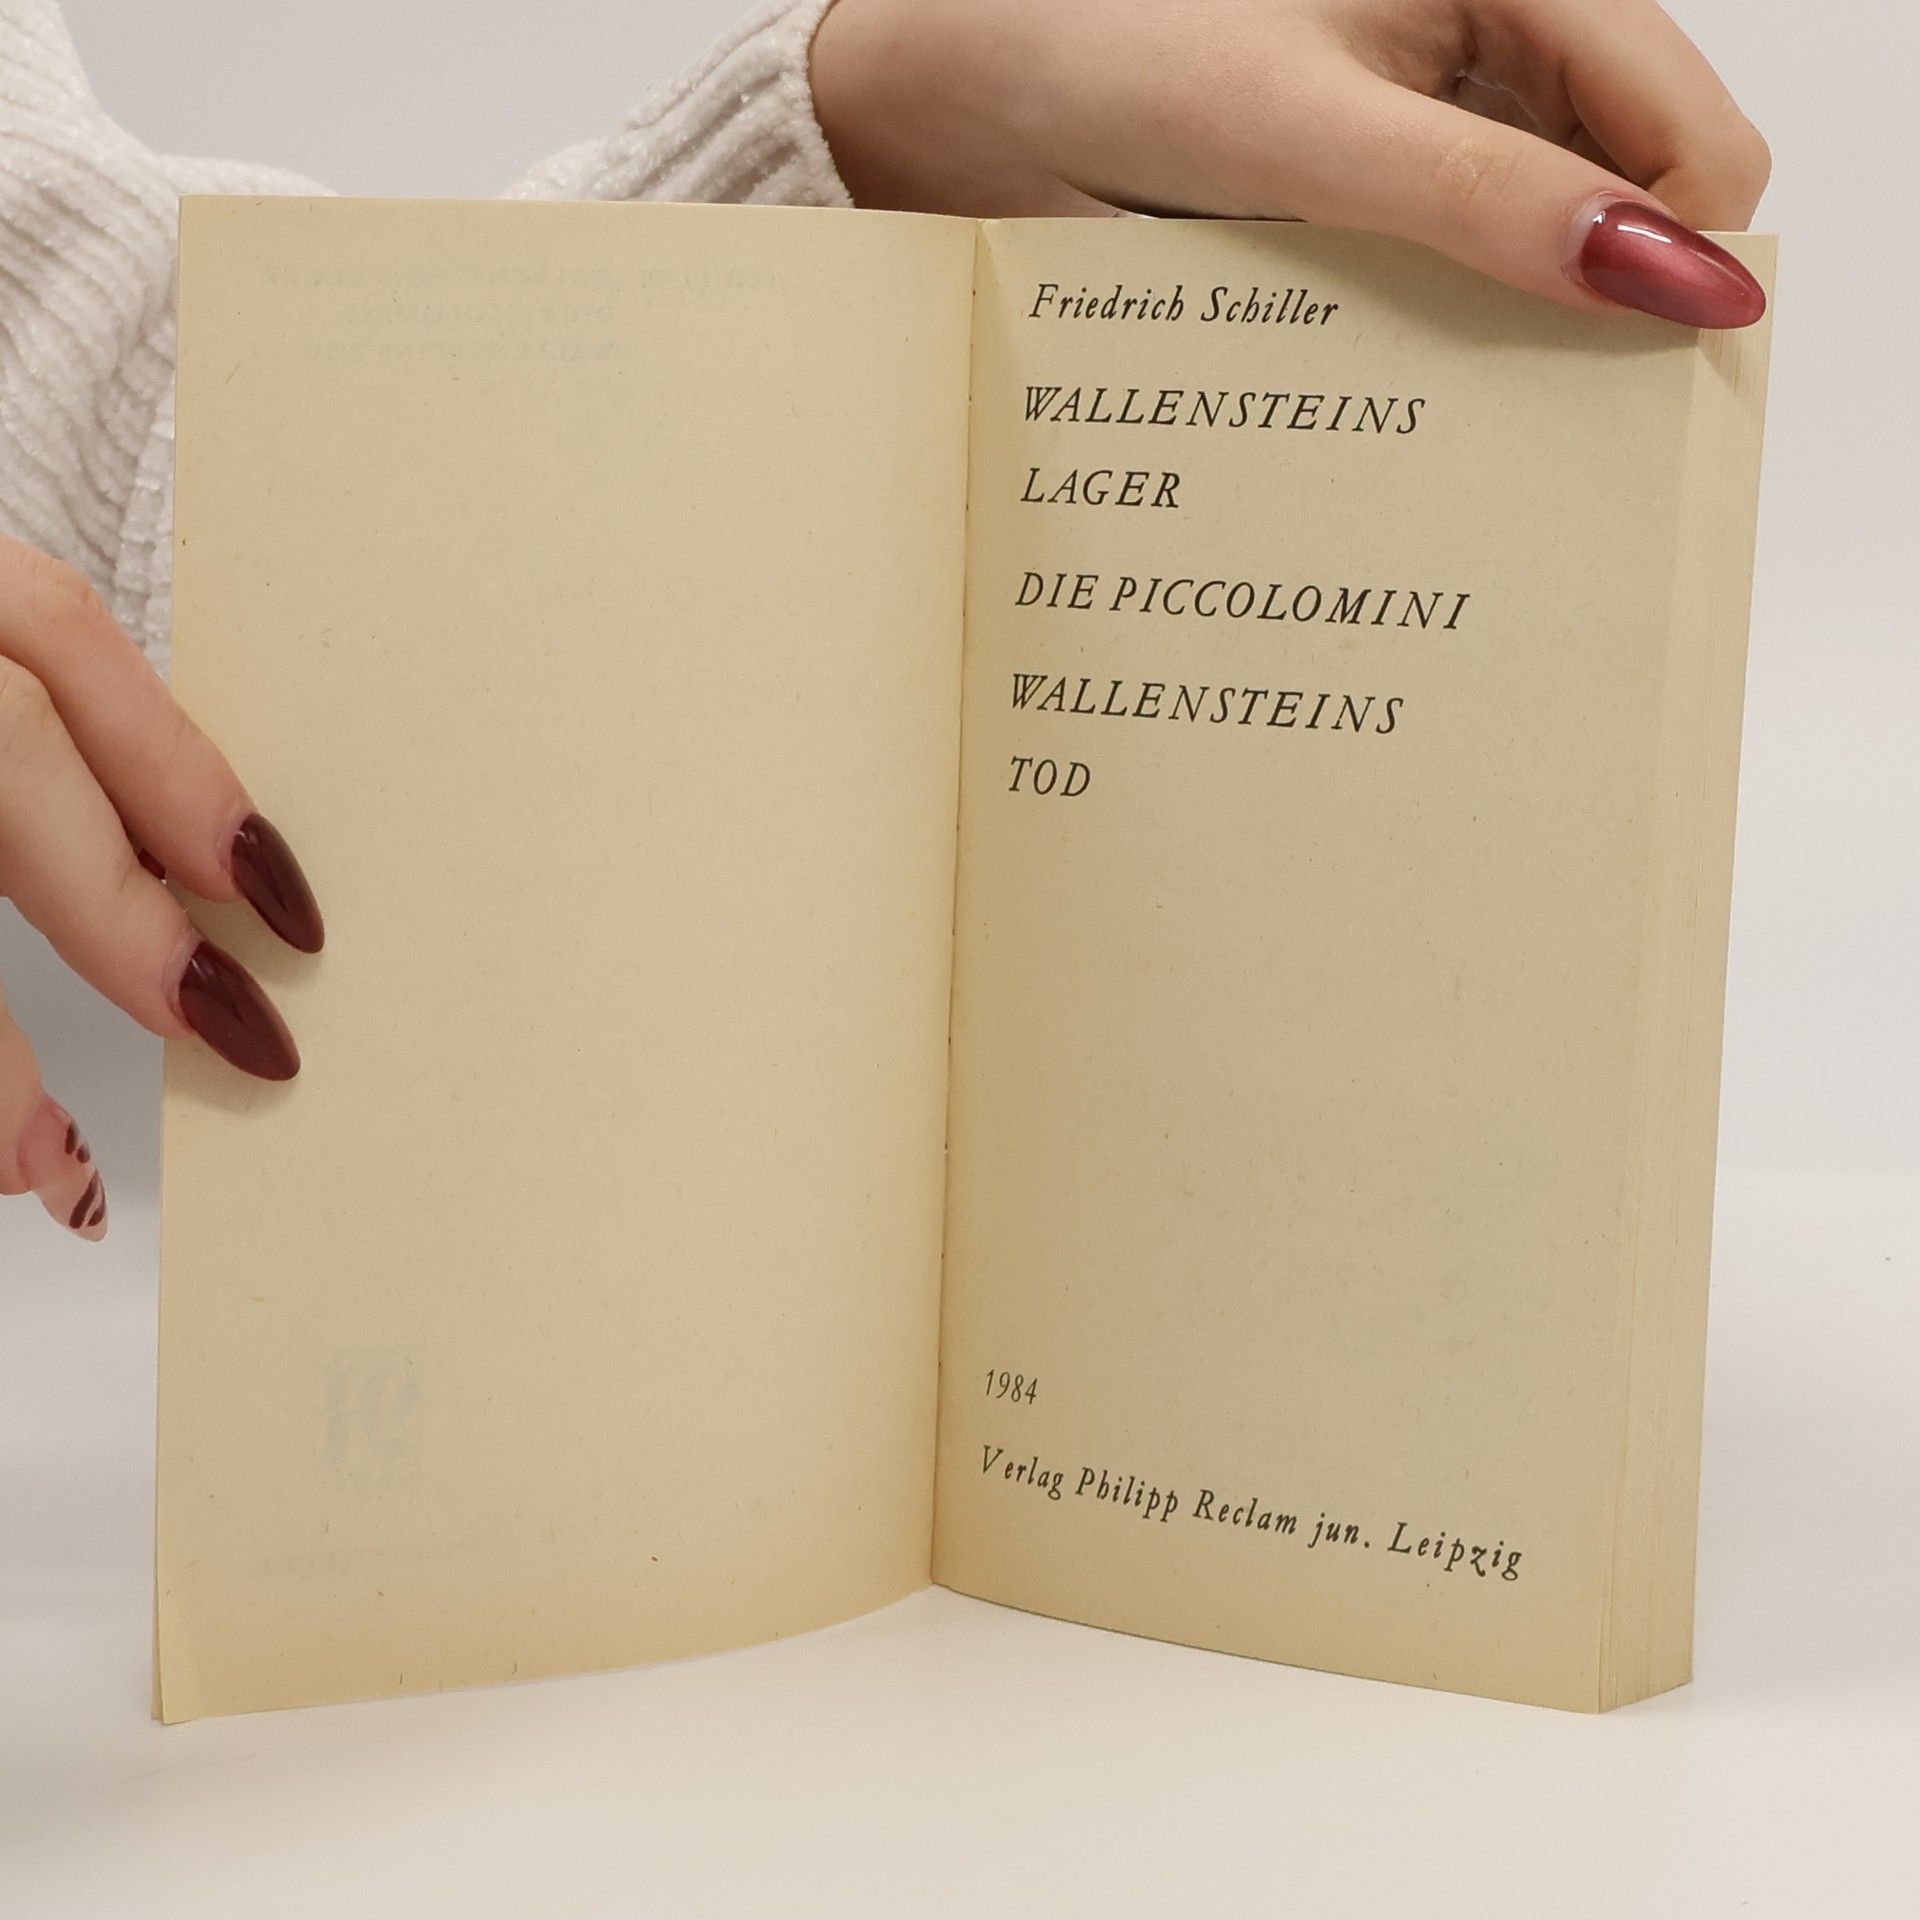 Friedrich Schiller
WALLENSTEINS
LAGER
DIE PICCOLOMINI
WALLENSTEINS
TOD
1984
Verlag Philipp Reclam jun. Leipzig